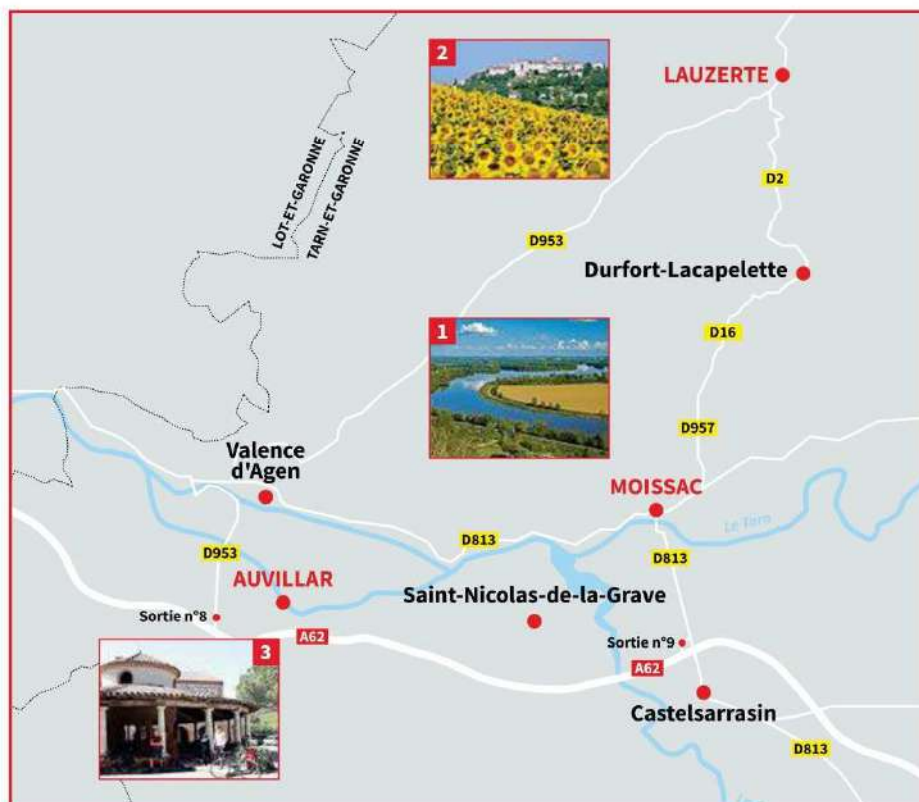 2
LAUZERTE
LOT-ET-GARONNE
TARN-ET-GARONNE
D2
D953
Durfort-Lacapelette
1
D16
D957
Valence
d'Agen
MOISSAC
Le Tarn
D813
D953
D813
AUVILLAR
Saint-Nicolas-de-la-Grave
Sortie n°8
A62
Sortie n°9
3
A62
Castelsarrasin
D813